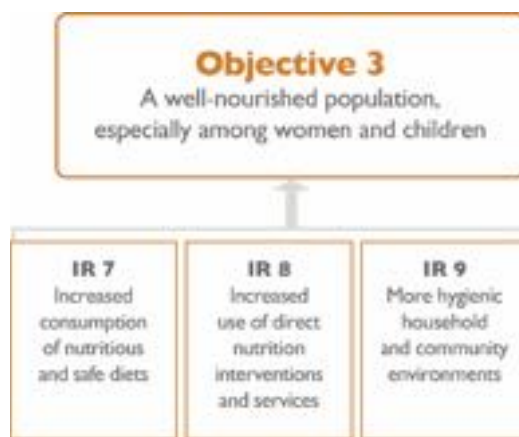 Objective 3
A well-nourished population,
especially among women and children
IR 7
Increased
consumption
of nutritious
and safe diets
IR 8
Increased
use of direct
nutrition
interventions
and services
IR 9
More hygienic
household
and community
environments